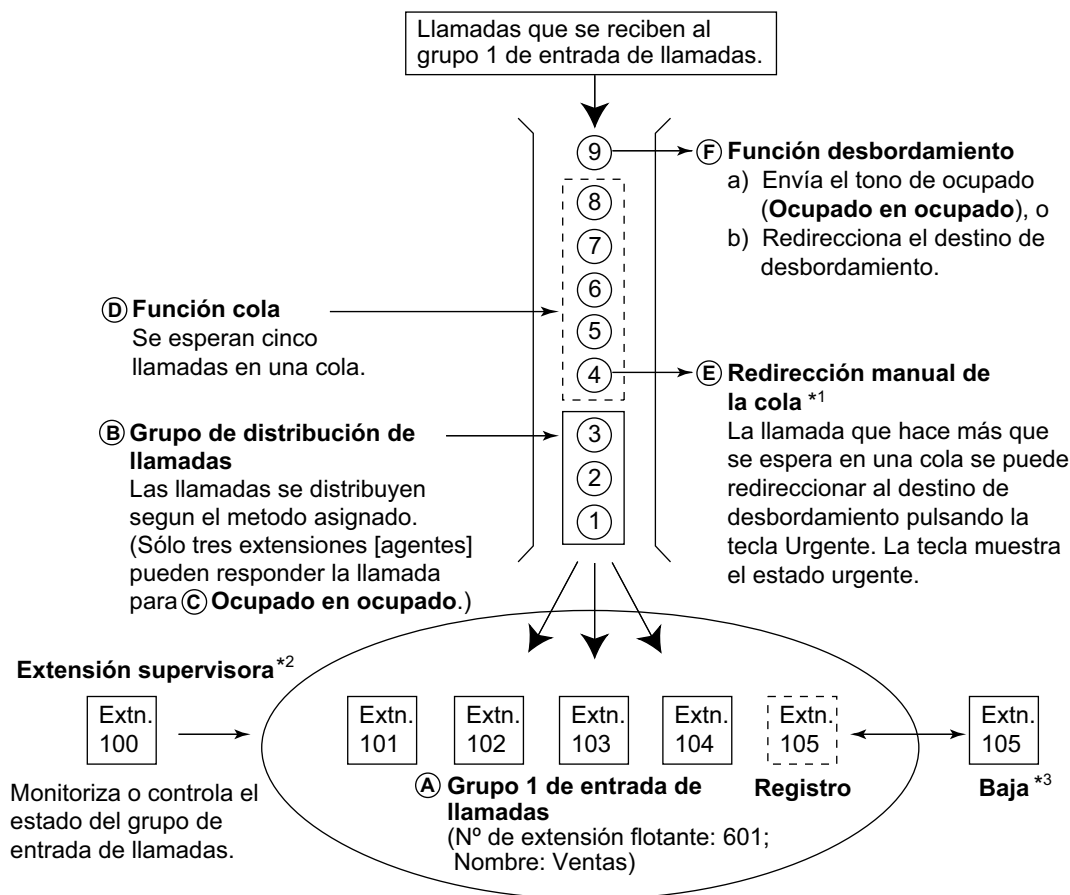 Llamadas que se reciben al
grupo 1 de entrada de llamadas.
9
8
7
6
5
4
3
2
1
F Función desbordamiento
a) Envía el tono de ocupado
(Ocupado en ocupado), o
b) Redirecciona el destino de
desbordamiento.
D Función cola
Se esperan cinco
llamadas en una cola.
E Redirección manual de
la cola *1
La llamada que hace más que
se espera en una cola se puede
redireccionar al destino de
desbordamiento pulsando la
tecla Urgente. La tecla muestra
el estado urgente.
B Grupo de distribución de
llamadas
Las llamadas se distribuyen
segun el metodo asignado.
(Sólo tres extensiones [agentes]
pueden responder la llamada
para C Ocupado en ocupado.)
Extensión supervisora*2
Extn.
100
Monitoriza o controla el
estado del grupo de
entrada de llamadas.
Extn.
101
Extn.
102
Extn.
103
Extn.
104
Extn.
105
Registro
Extn.
105
Baja *3
A Grupo 1 de entrada de
llamadas
(Nº de extensión flotante: 601;
Nombre: Ventas)